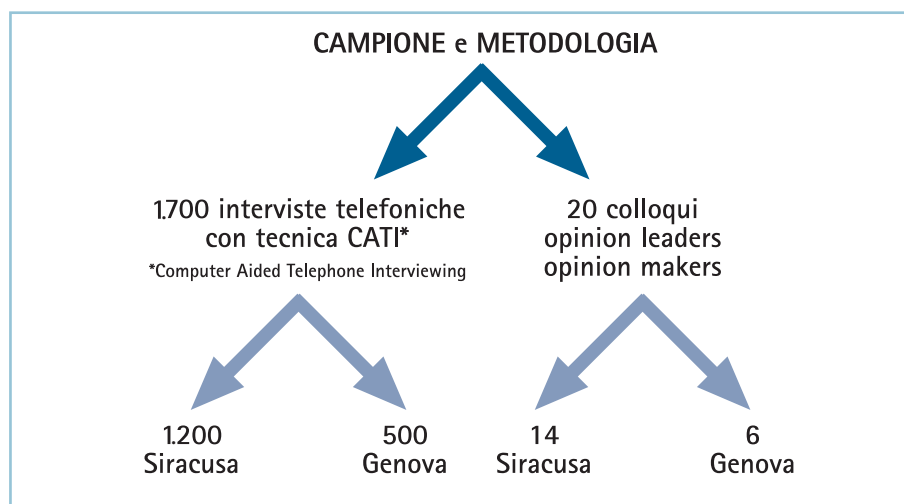 CAMPIONE e METODOLOGIA
1.700 interviste telefoniche
con tecnica CATI*
*Computer Aided Telephone Interviewing
20 colloqui
opinion leaders
opinion makers
1.200
Siracusa
500
Genova
14
Siracusa
6
Genova